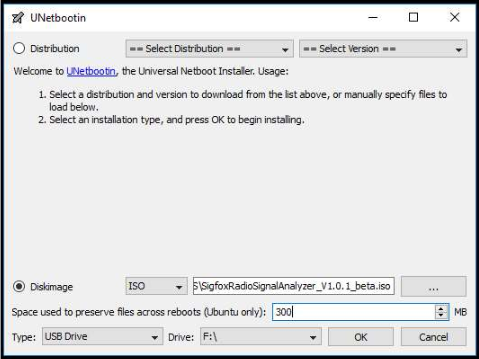 UNetbootin
Distribution == Select Distribution == == Select Version ==
Welcome to UNetbootin, the Universal Netboot Installer. Usage:
1. Select a distribution and version to download from the list above, or manually specify files to
load below.
2. Select an installation type, and press OK to begin installing.
Diskimage ISO S\SigfoxRadioSignalAnalyzer_V1.0.1_beta.iso ...
Space used to preserve files across reboots (Ubuntu only): 300 MB
Type: USB Drive Drive: F:\ OK Cancel